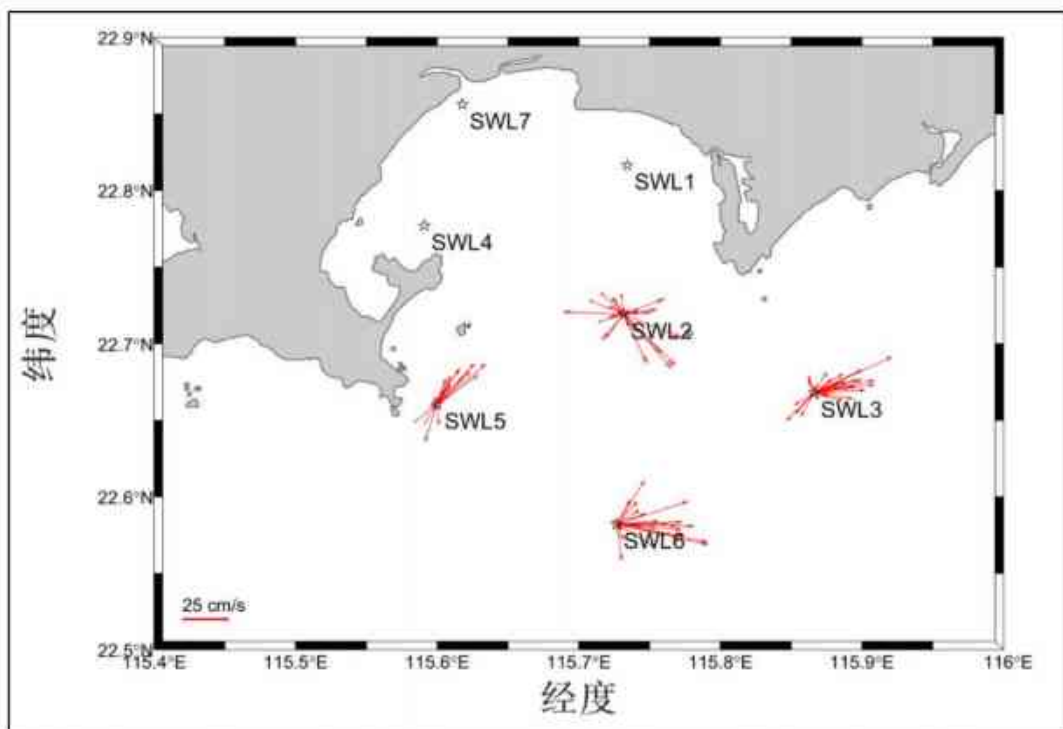 22.9°N
SWL7
SWL1
22.8°N
SWL4
SWL2
22.7°N
SWL5
SWL3
22.6°N
SWL6
25 cm/s
22.5°N
115.4°E
115.5°E
115.6°E
115.7°E
115.8°E
115.9°E
116°E
纬度
经度